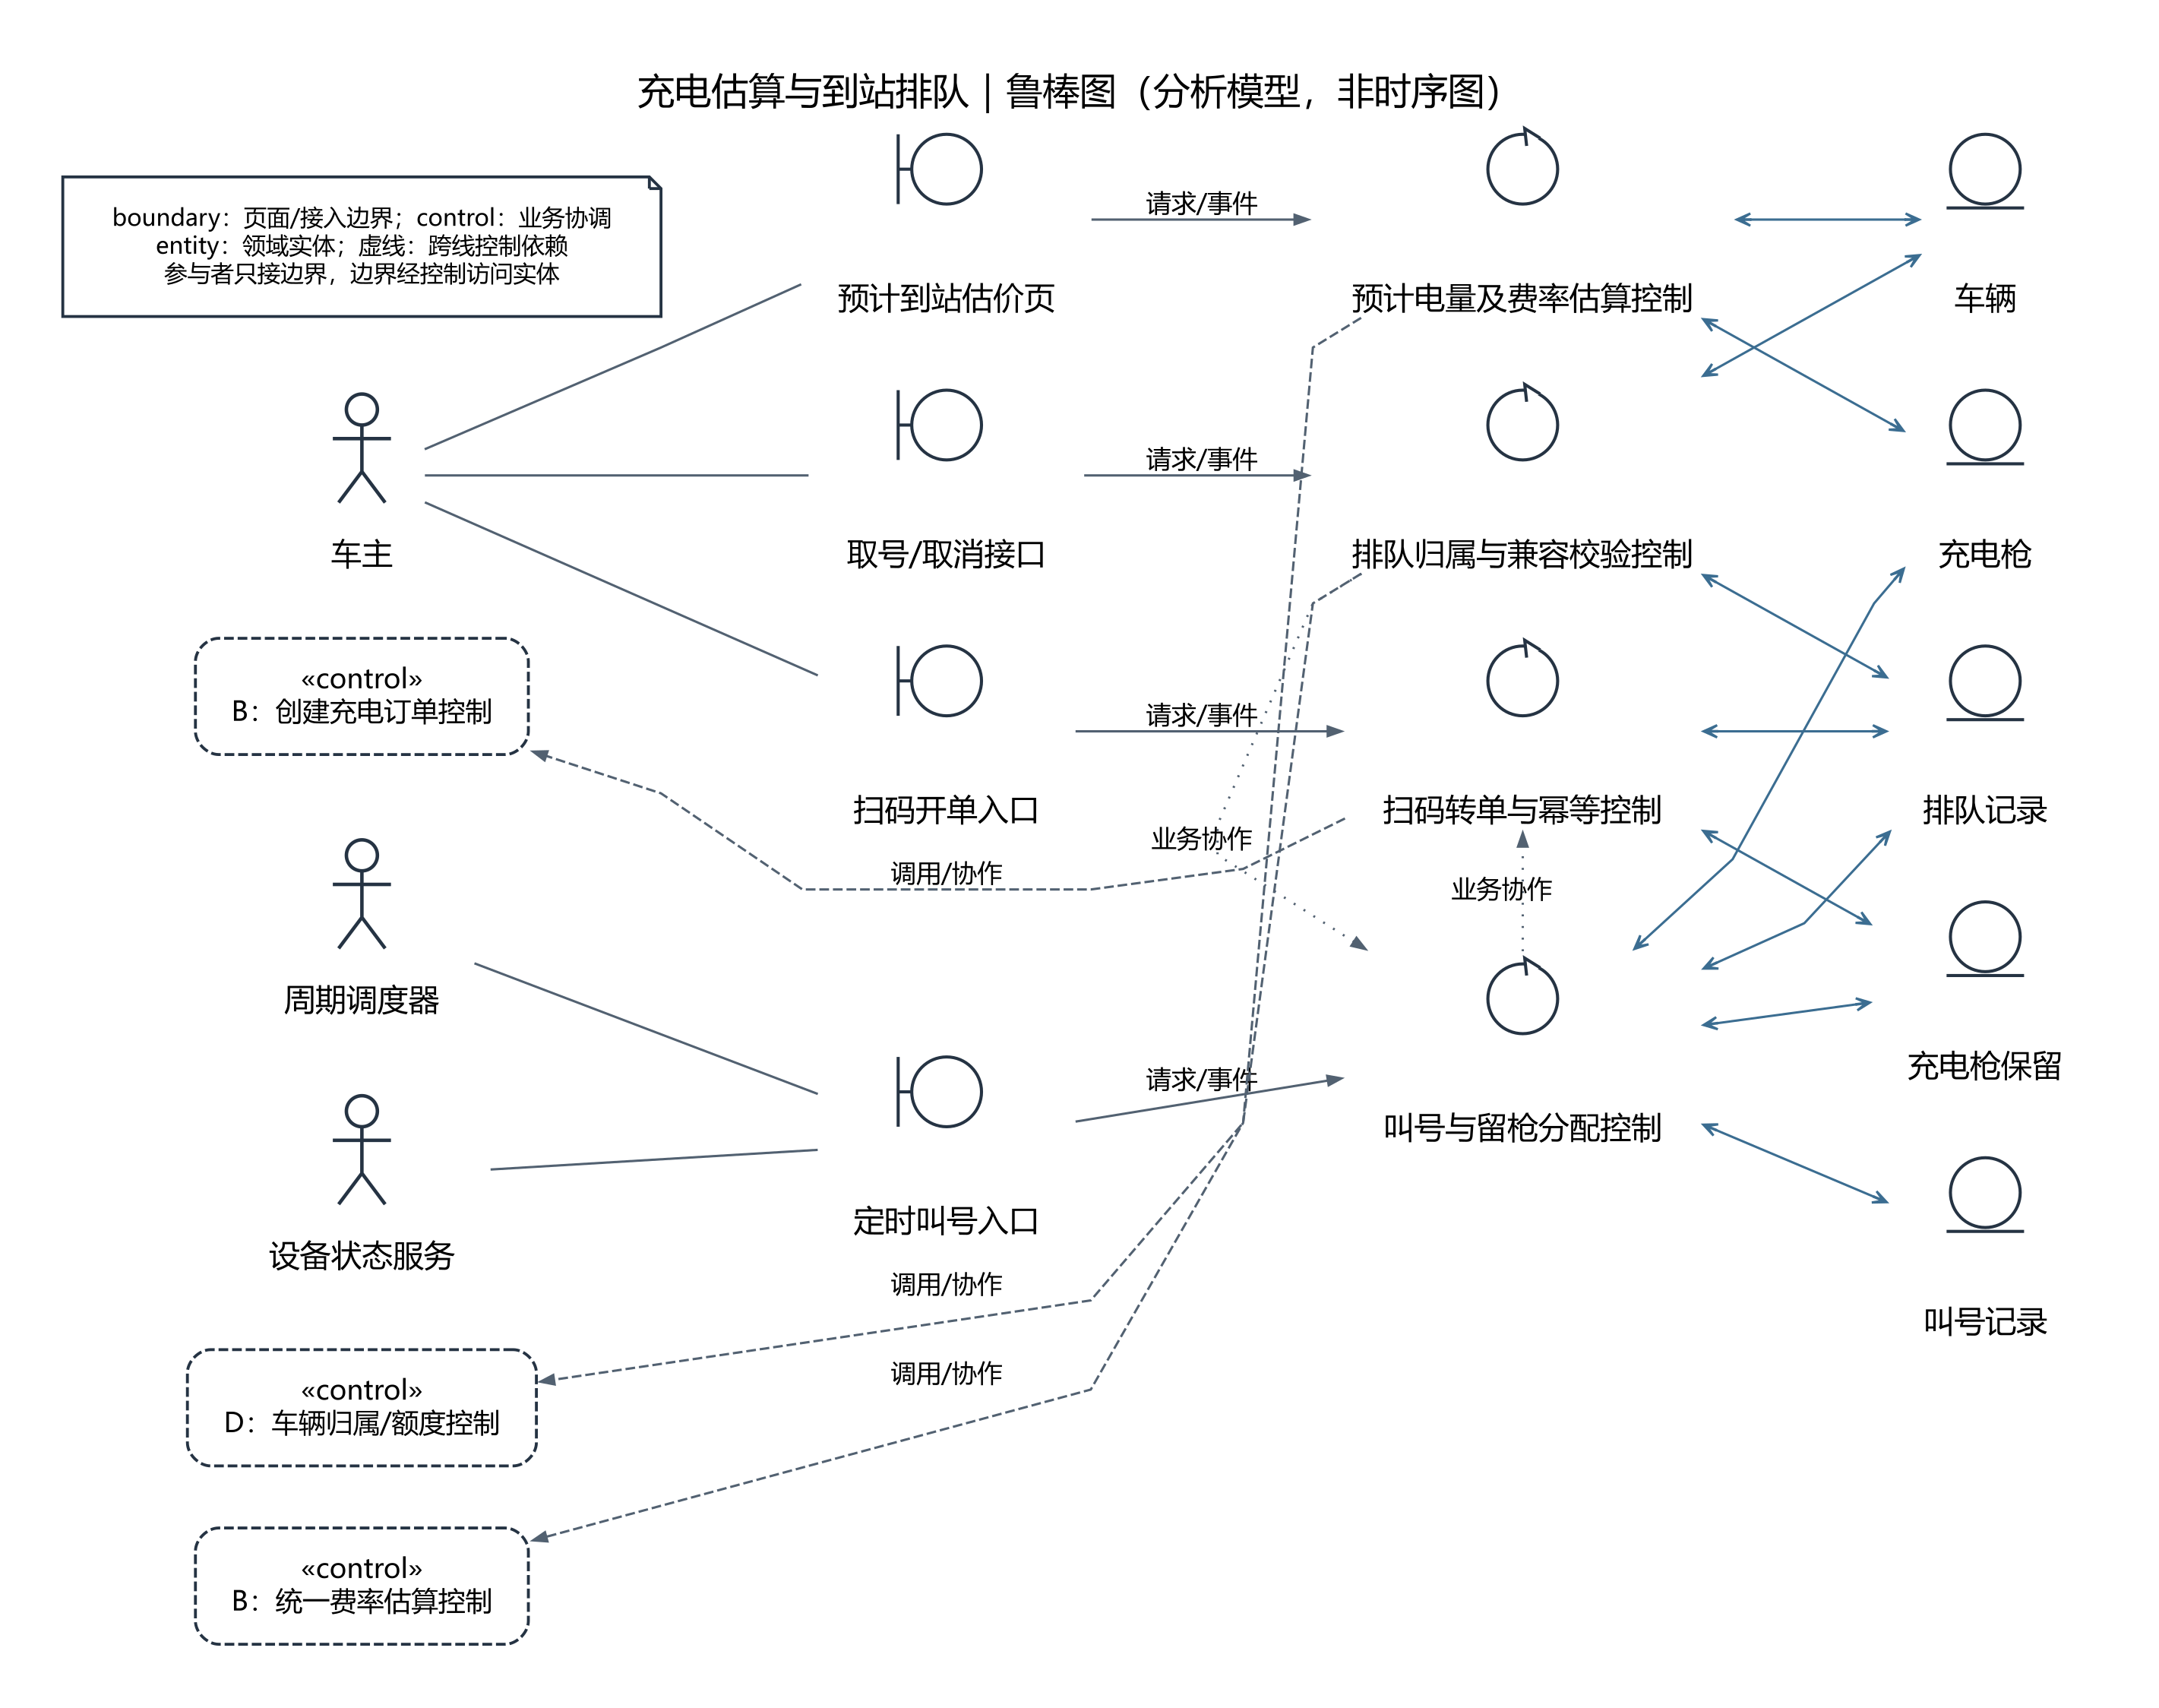 充电估算与到站排队 | 鲁棒图（分析模型，非时序图）
boundary：页面/接入边界；control：业务协调
entity：领域实体；虚线：跨线控制依赖
参与者只接边界，边界经控制访问实体
请求/事件
预计到站估价页
预计电量及费率估算控制
车辆
请求/事件
车主
取号/取消接口
排队归属与兼容校验控制
充电枪
«control»
B：创建充电订单控制
请求/事件
扫码开单入口
扫码转单与幂等控制
排队记录
业务协作
调用/协作
业务协作
周期调度器
充电枪保留
请求/事件
叫号与留枪分配控制
定时叫号入口
设备状态服务
调用/协作
叫号记录
调用/协作
«control»
D：车辆归属/额度控制
«control»
B：统一费率估算控制